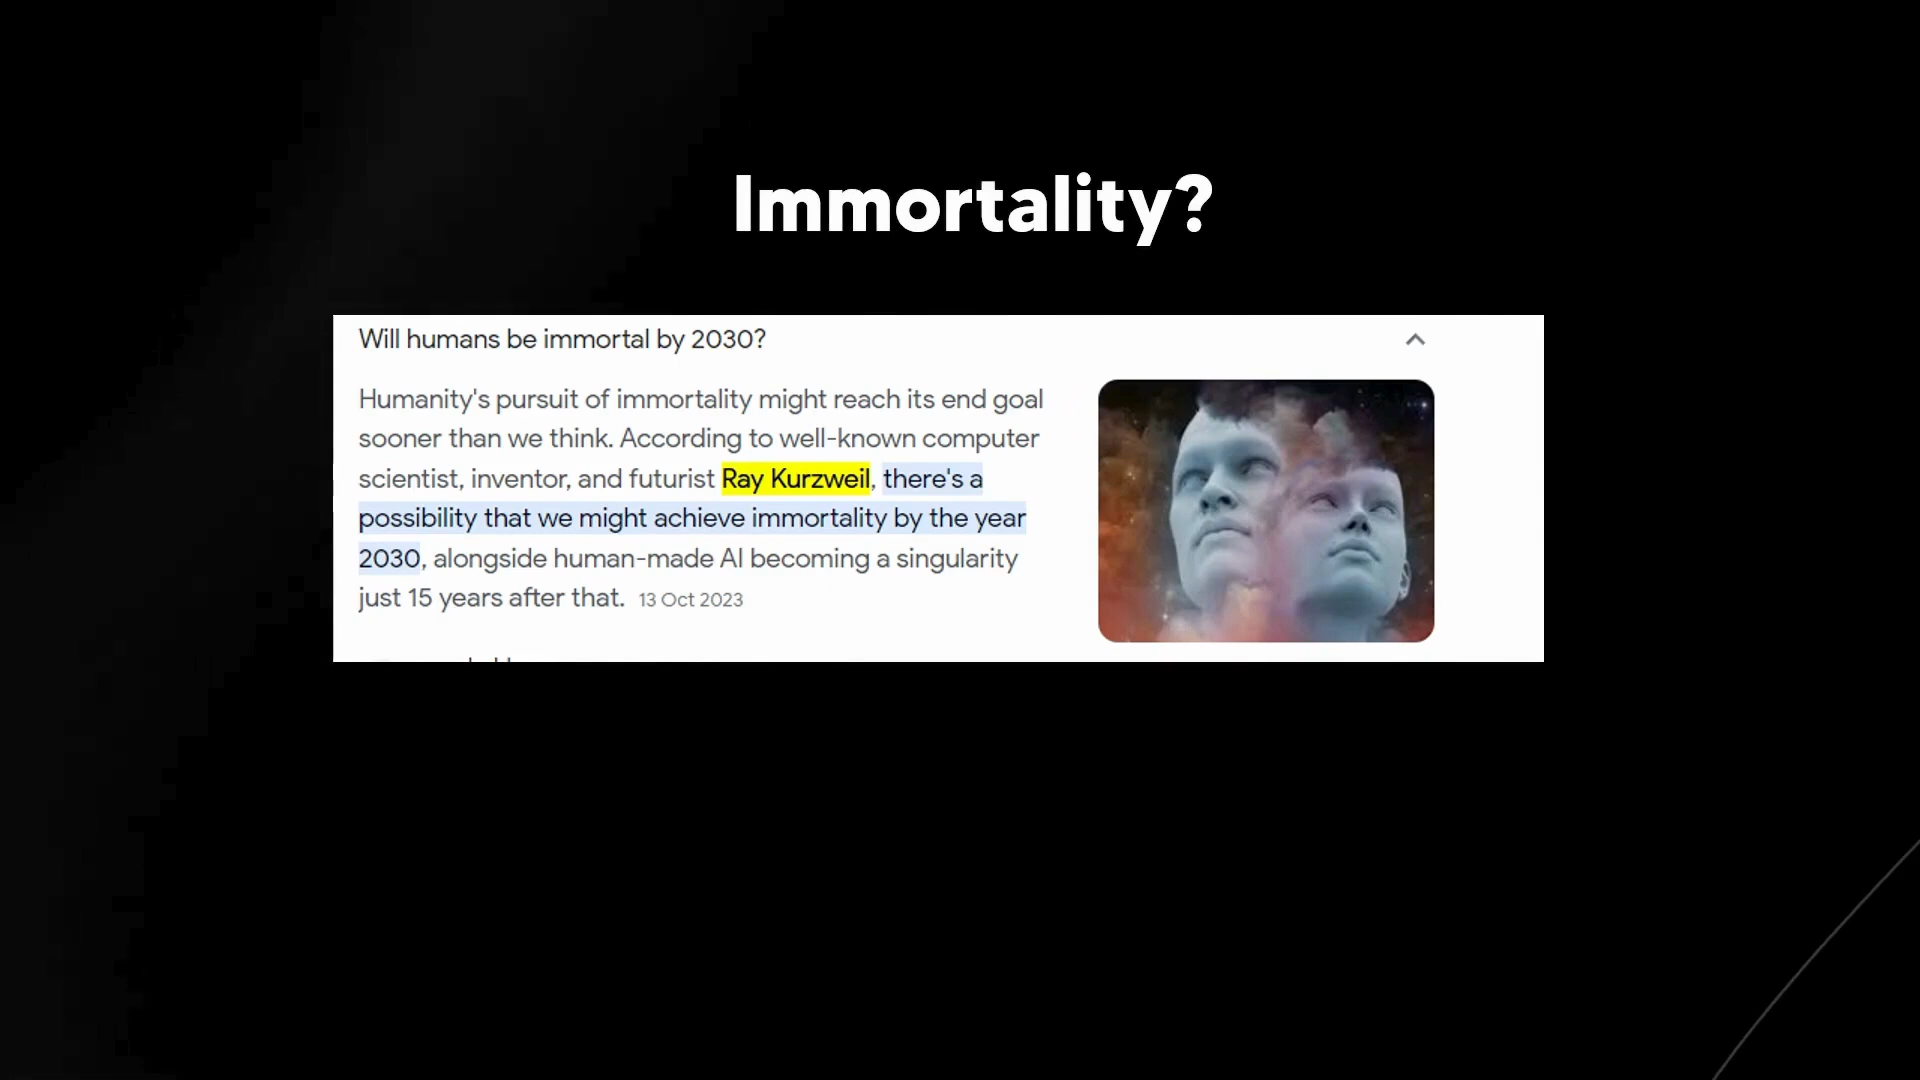 Immortality?
Will humans be immortal by 2030?
Humanity's pursuit of immortality might reach its end goal
sooner than we think. According to well-known computer
scientist, inventor, and futurist Ray Kurzweil, there's a
possibility that we might achieve immortality by the year
2030, alongside human-made AI becoming a singularity
just 15 years after that. 13 Oct 2023